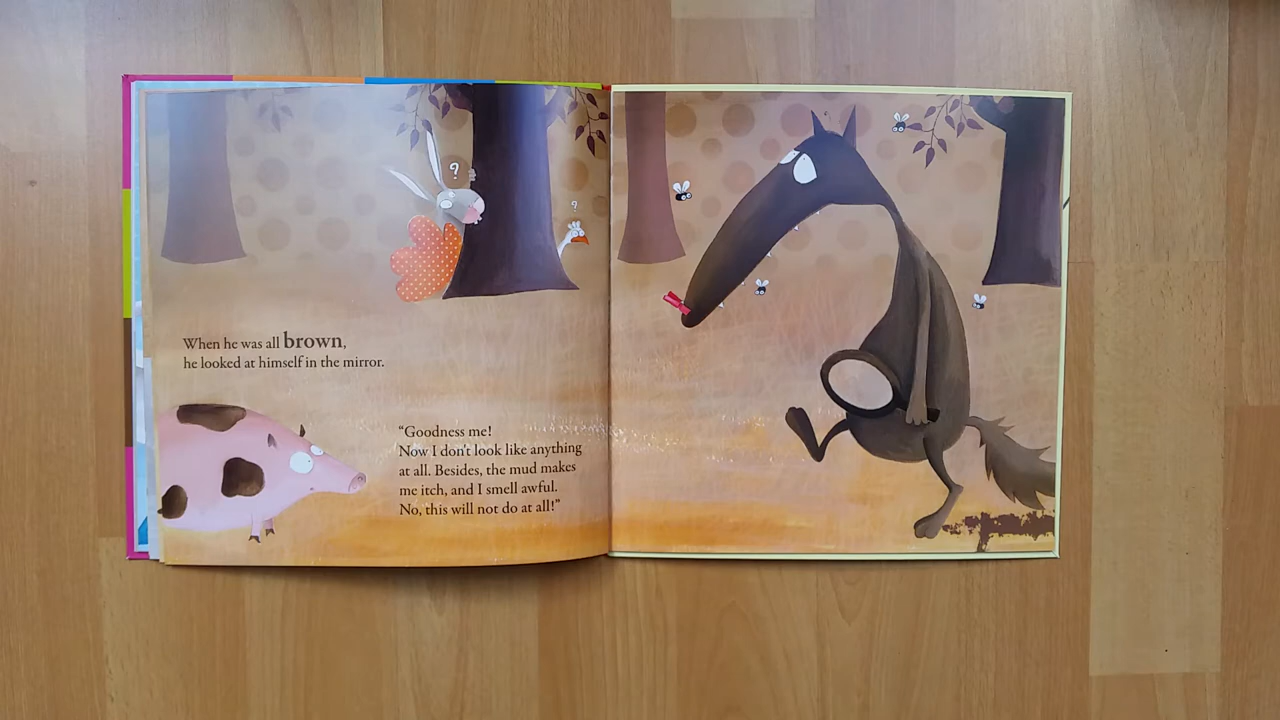 ?
?
When he was all brown,
he looked at himself in the mirror.
“Goodness me!
Now I don't look like anything
at all. Besides, the mud makes
me itch, and I smell awful.
No, this will not do at all!”